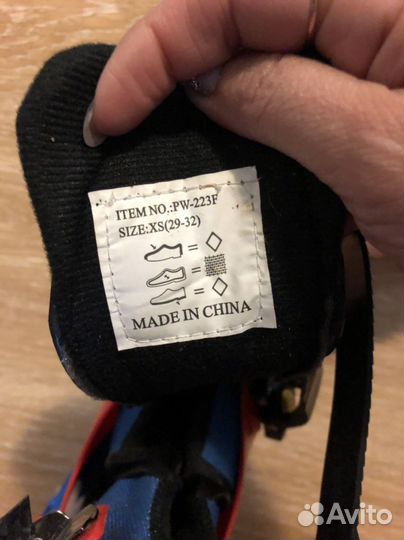 ITEM NO.:PW-223F
SIZE:XS(29-32)
=
=
=
MADE IN CHINA
Avito